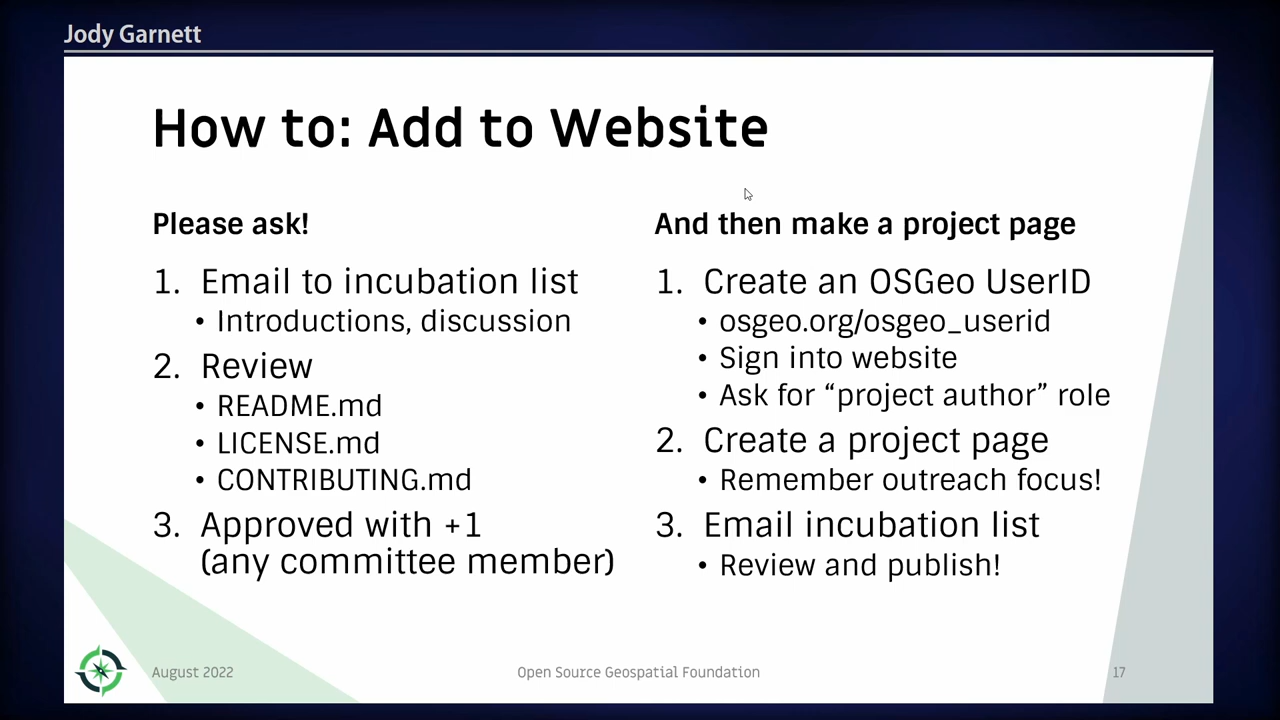 Jody Garnett
How to: Add to Website
Please ask!
1. Email to incubation list
• Introductions, discussion
2. Review
• README.md
• LICENSE.md
• CONTRIBUTING.md
3. Approved with +1
(any committee member)
And then make a project page
1. Create an OSGeo UserID
• osgeo.org/osgeo_userid
• Sign into website
• Ask for “project author” role
2. Create a project page
• Remember outreach focus!
3. Email incubation list
• Review and publish!
August 2022
Open Source Geospatial Foundation
17